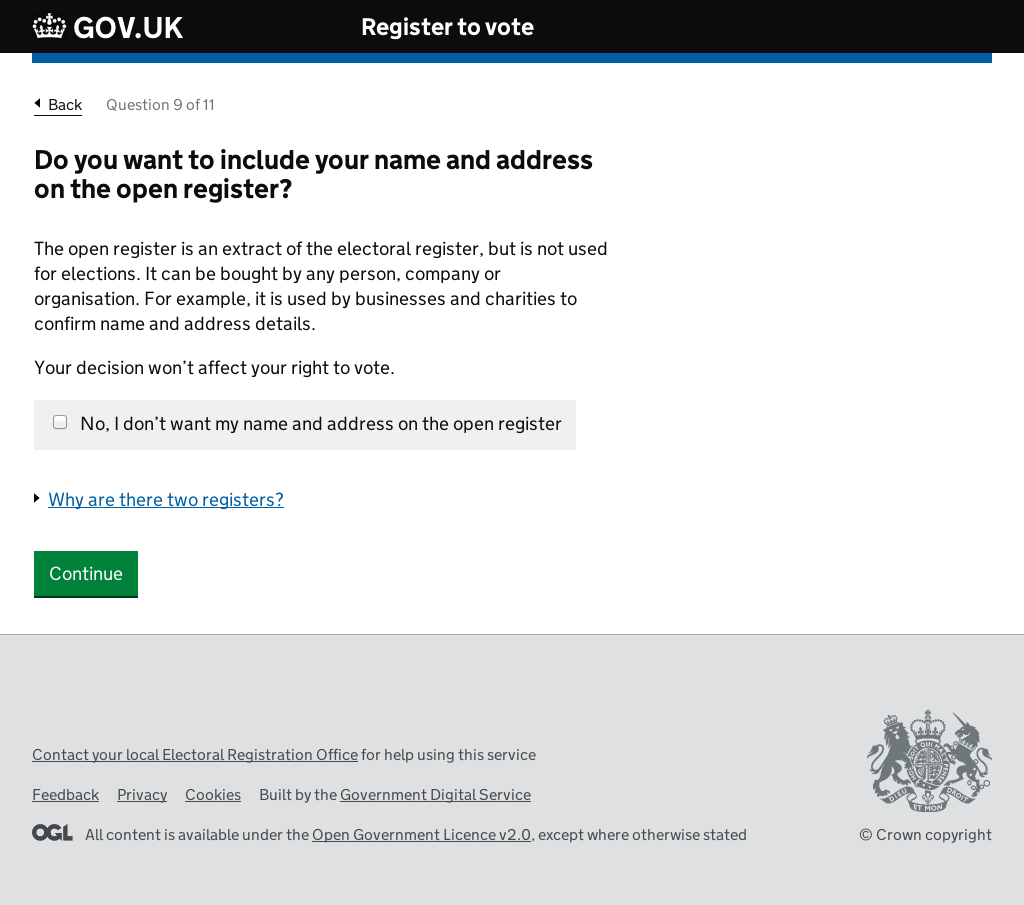 GOV.UK
Register to vote
Back
Question 9 of 11
Do you want to include your name and address
on the open register?
The open register is an extract of the electoral register, but is not used
for elections. It can be bought by any person, company or
organisation. For example, it is used by businesses and charities to
confirm name and address details.
Your decision won’t affect your right to vote.
No, I don’t want my name and address on the open register
Why are there two registers?
Continue
Contact your local Electoral Registration Office for help using this service
Feedback Privacy Cookies Built by the Government Digital Service
OGL All content is available under the Open Government Licence v2.0, except where otherwise stated
DIEU ET MON DROIT
© Crown copyright